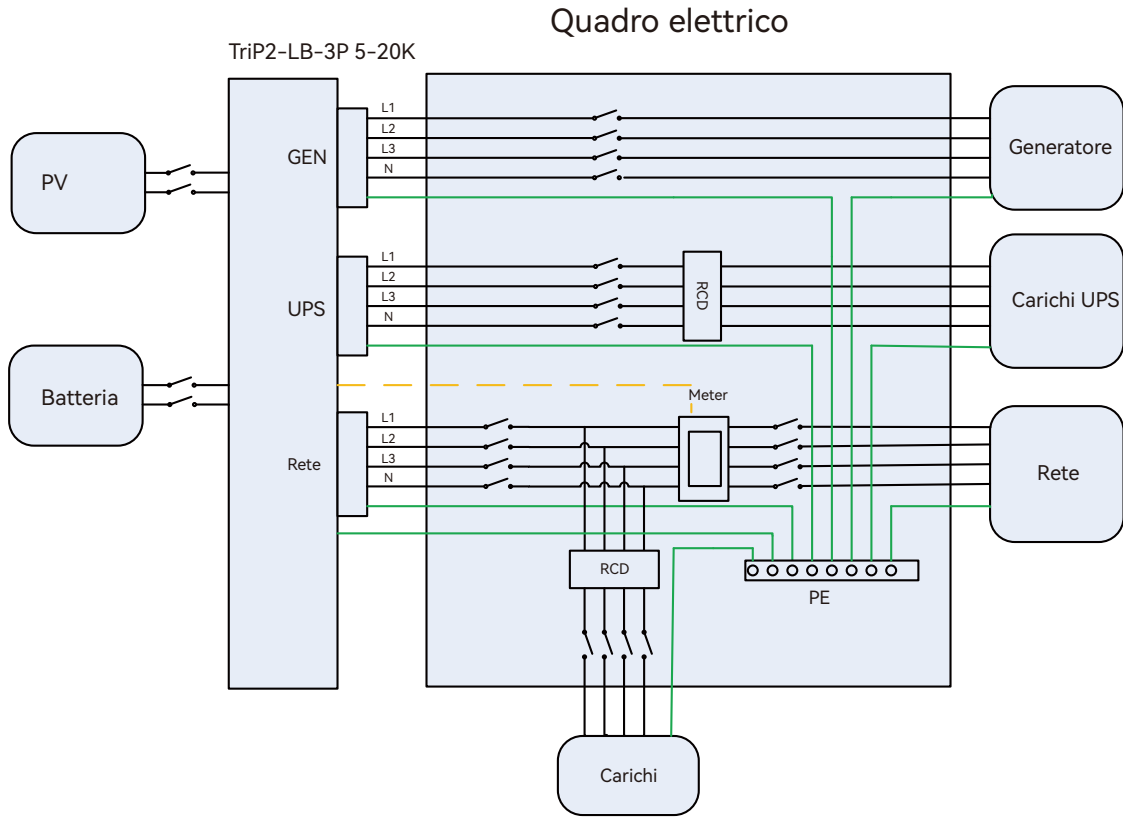 Quadro elettrico
TriP2-LB-3P 5-20K
PV
Batteria
GEN
L1
L2
L3
N
Generatore
UPS
L1
L2
L3
N
RCD
Carichi UPS
Meter
Rete
L1
L2
L3
N
Rete
RCD
PE
Carichi